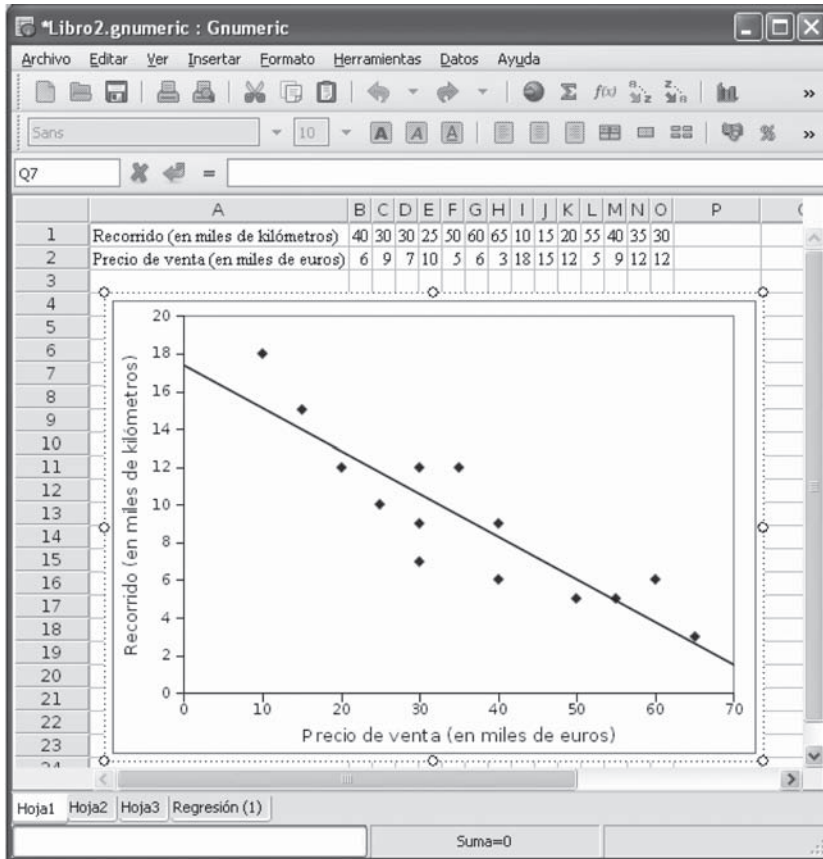 *Libro2.gnumeric : Gnumeric
Archivo Editar Ver Insertar Formato Herramientas Datos Ayuda
Sans 10 A A A %
Q7 =
A B C D E F G H I J K L M N O P
1 Recorrido (en miles de kilómetros) 40 30 30 25 50 60 65 10 15 20 55 40 35 30
2 Precio de venta (en miles de euros) 6 9 7 10 5 6 3 18 15 12 5 9 12 12
3
4
5
6
7
8
9
10
11
12
13
14
15
16
17
18
19
20
21
22
23
24
Recorrido (en miles de kilómetros)
20
18
16
14
12
10
8
6
4
2
0
0 10 20 30 40 50 60 70
Precio de venta (en miles de euros)
Hoja1 Hoja2 Hoja3 Regresión (1)
Suma=0